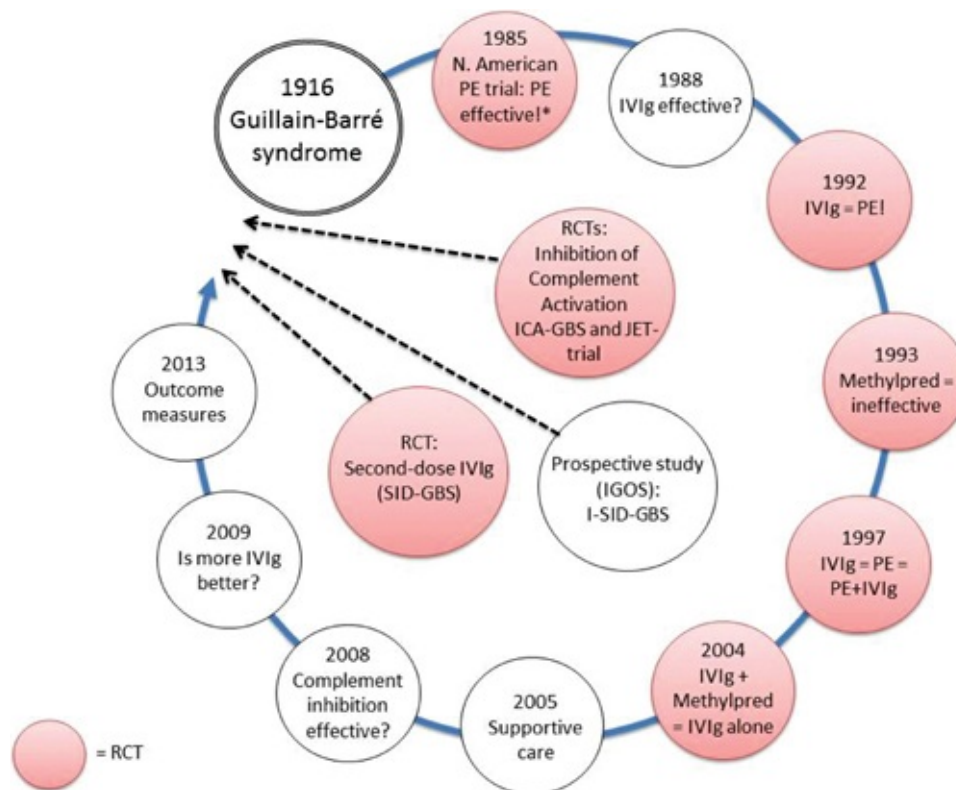 1916
Guillain-Barré
syndrome
1985
N. American
PE trial: PE
effective!*
1988
IVIg effective?
1992
IVIg = PE!
1993
Methylpred =
ineffective
1997
IVIg = PE =
PE+IVIg
2004
IVIg +
Methylpred
= IVIg alone
2005
Supportive
care
2008
Complement
inhibition
effective?
2009
Is more IVIg
better?
2013
Outcome
measures
RCTs:
Inhibition of
Complement
Activation
ICA-GBS and JET-
trial
RCT:
Second-dose IVIg
(SID-GBS)
Prospective study
(IGOS):
I-SID-GBS
= RCT